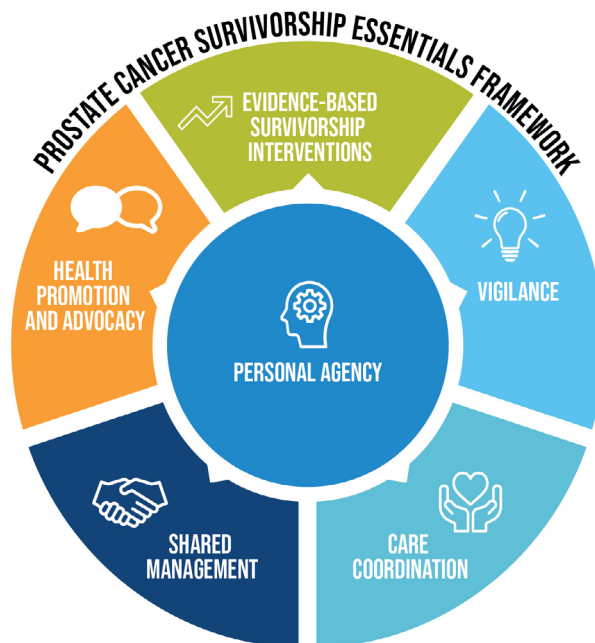 PROSTATE CANCER SURVIVORSHIP ESSENTIALS FRAMEWORK
EVIDENCE-BASED
SURVIVORSHIP
INTERVENTIONS
HEALTH
PROMOTION
AND ADVOCACY
VIGILANCE
PERSONAL AGENCY
SHARED
MANAGEMENT
CARE
COORDINATION